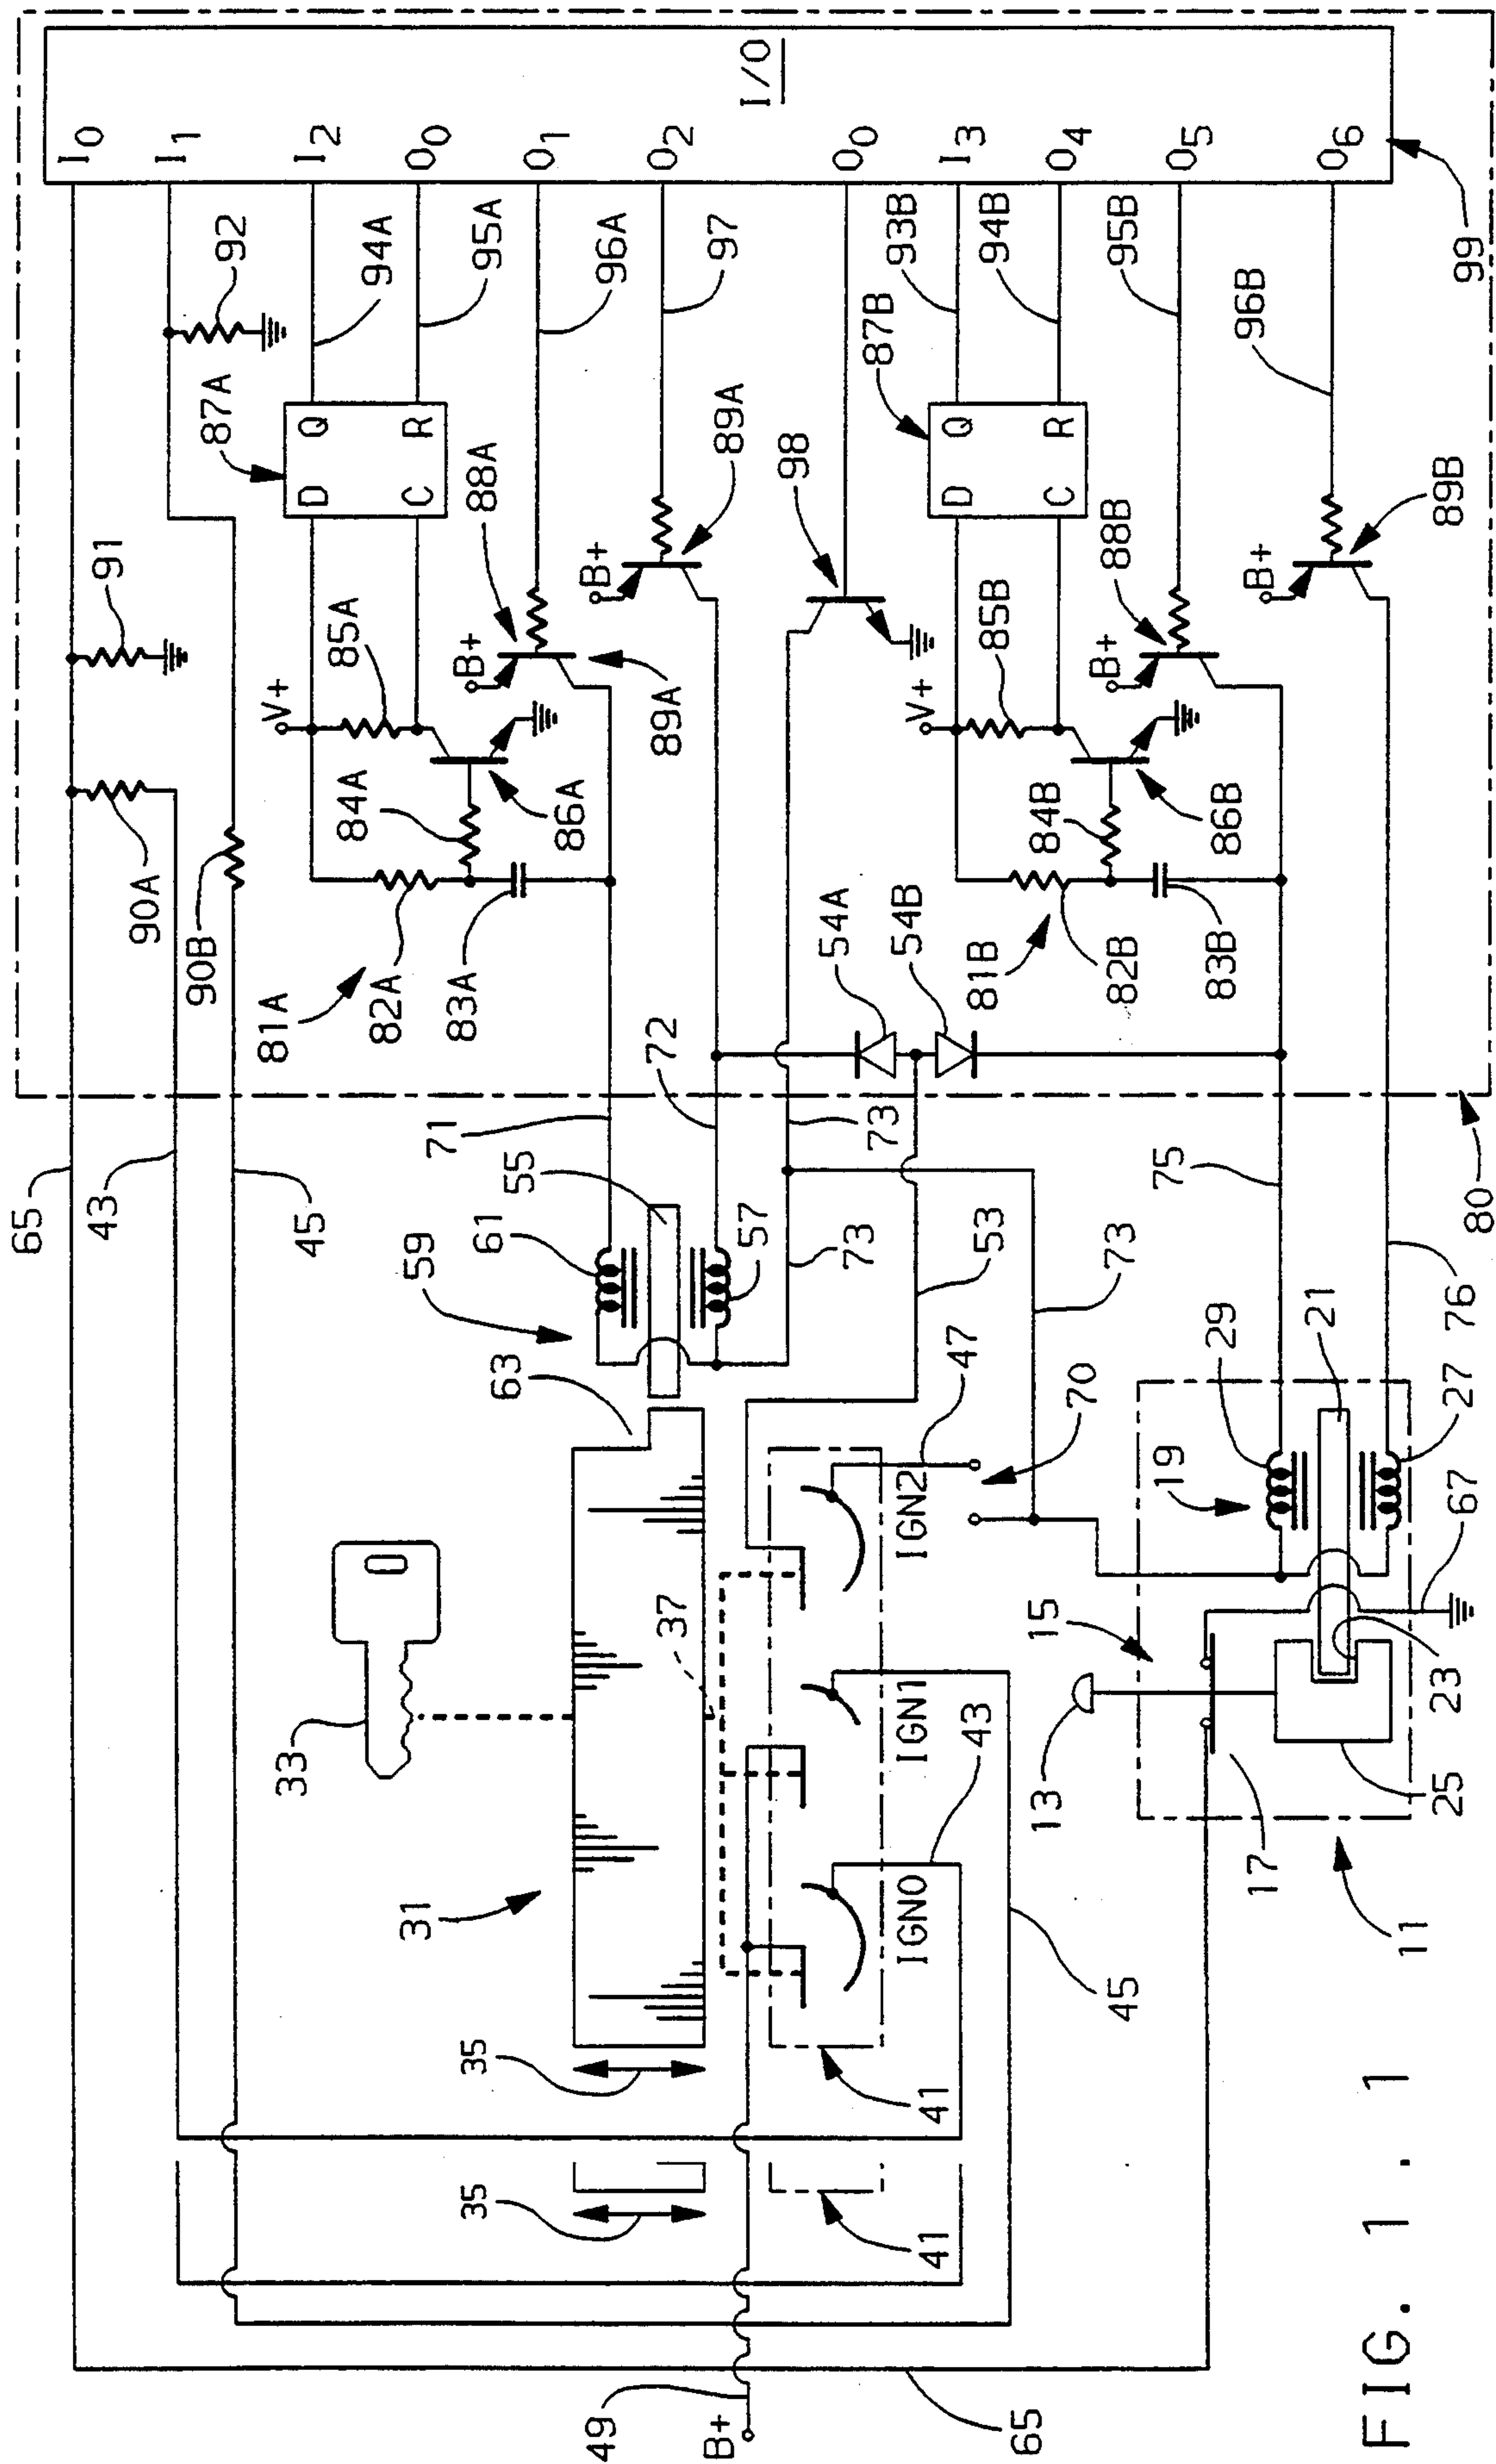 65
43
45
90A
90B
91
92
I0
I1
I2
O0
O1
O2
O0
I3
O4
O5
O6
I/O
99
87A
D
Q
C
R
94A
95A
96A
97
V+
85A
84A
82A
83A
81A
86A
B+
88A
89A
B+
89A
98
54A
54B
71
72
73
87B
D
Q
C
R
93B
94B
95B
96B
V+
85B
84B
82B
83B
81B
86B
B+
88B
B+
89B
80
75
76
55
61
59
57
63
73
53
73
47
70
33
31
37
35
35
IGN0
IGN1
IGN2
43
45
41
41
49
B+
65
13
15
17
11
19
29
21
27
67
23
25
FIG. 1.1.1